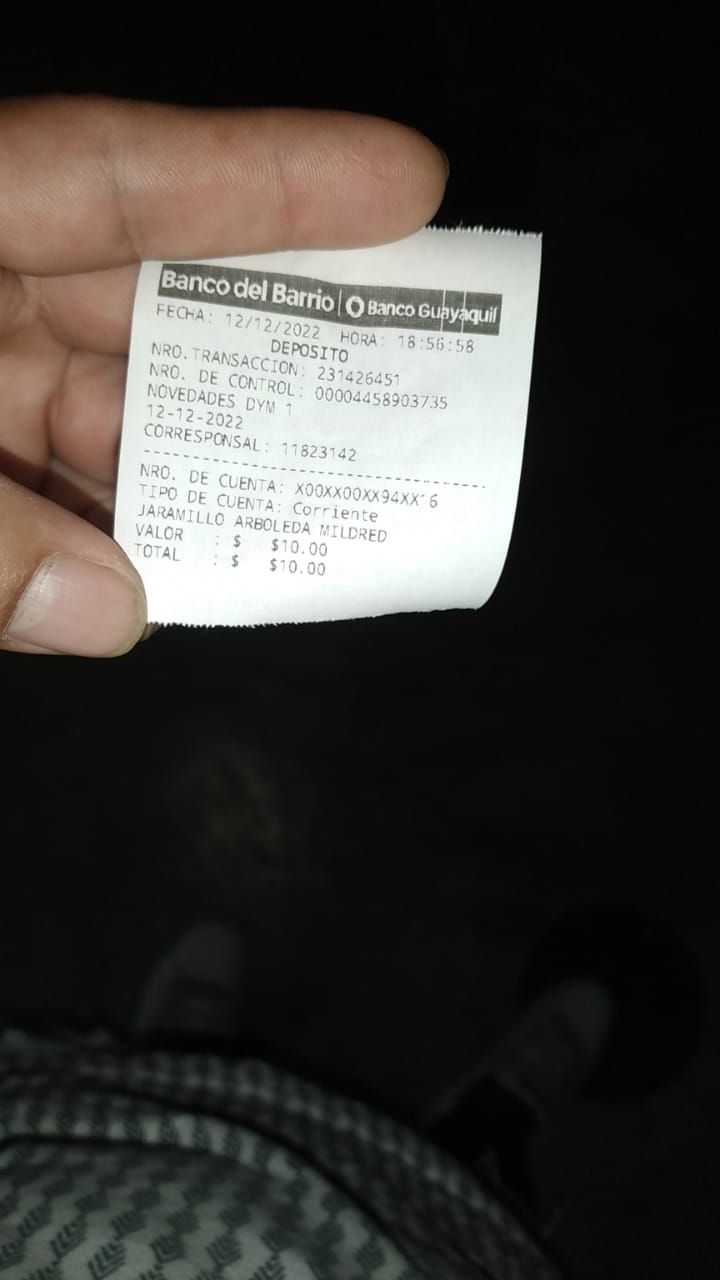 Banco del Barrio | Banco Guayaquil
FECHA: 12/12/2022 HORA: 18:56:58
DEPOSITO
NRO.TRANSACCION: 231426451
NRO. DE CONTROL: 00004458903735
NOVEDADES DYM 1
12-12-2022
CORRESPONSAL: 11823142
NRO. DE CUENTA: X00XX00XX94XX^6
TIPO DE CUENTA: Corriente
JARAMILLO ARBOLEDA MILDRED
VALOR : $ $10.00
TOTAL : $ $10.00